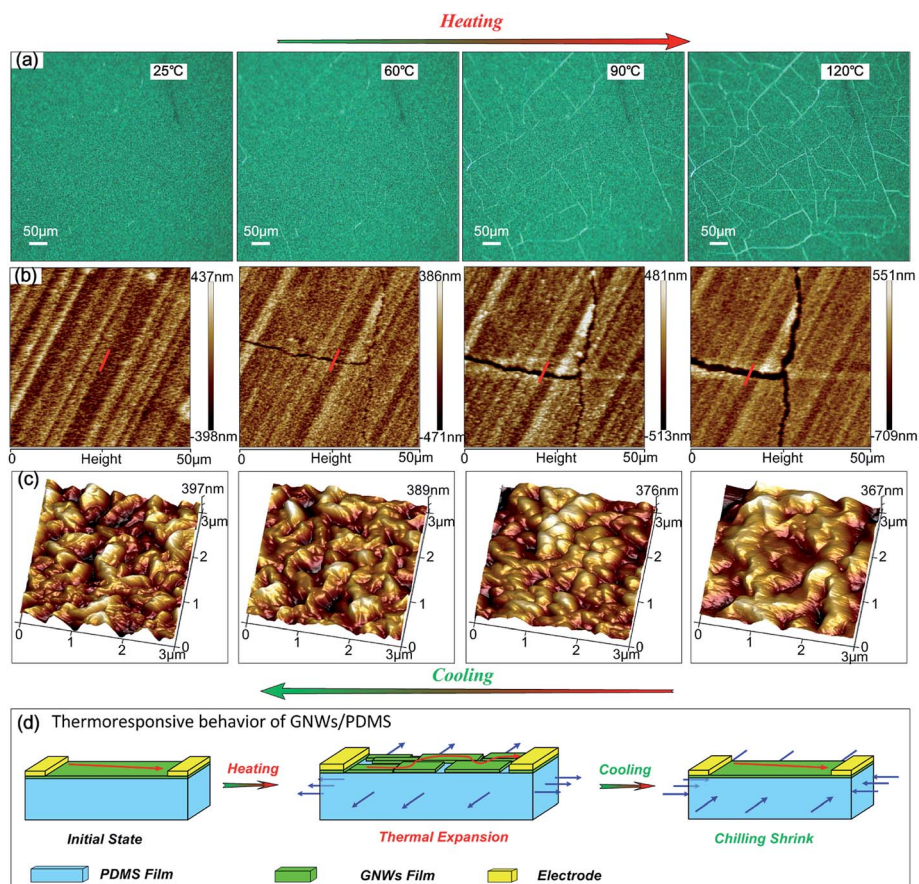 Heating
(a)
25℃
60℃
90℃
120℃
50μm
50μm
50μm
50μm
(b)
437nm
386nm
481nm
551nm
-398nm
-471nm
-513nm
-709nm
0 Height 50μm
0 Height 50μm
0 Height 50μm
0 Height 50μm
(c)
397nm
389nm
376nm
367nm
3μm
3μm
3μm
3μm
2
2
2
2
1
1
1
1
0
0
0
0
0
1
2
3μm
0
1
2
3μm
0
1
2
3μm
0
1
2
3μm
Cooling
(d) Thermoresponsive behavior of GNWs/PDMS
Heating
Cooling
Initial State
Thermal Expansion
Chilling Shrink
PDMS Film
GNWs Film
Electrode